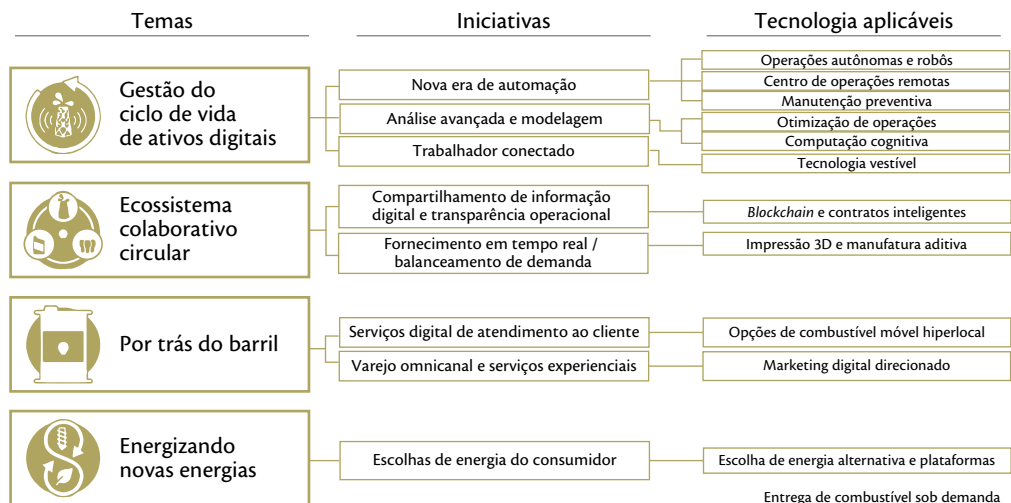 Temas
Iniciativas
Tecnologia aplicáveis
Gestão do
ciclo de vida
de ativos digitais
Nova era de automação
Análise avançada e modelagem
Trabalhador conectado
Operações autônomas e robôs
Centro de operações remotas
Manutenção preventiva
Otimização de operações
Computação cognitiva
Tecnologia vestível
Ecossistema
colaborativo
circular
Compartilhamento de informação
digital e transparência operacional
Fornecimento em tempo real /
balanceamento de demanda
Blockchain e contratos inteligentes
Impressão 3D e manufatura aditiva
Por trás do barril
Serviços digital de atendimento ao cliente
Varejo omnicanal e serviços experienciais
Opções de combustível móvel hiperlocal
Marketing digital direcionado
Energizando
novas energias
Escolhas de energia do consumidor
Escolha de energia alternativa e plataformas
Entrega de combustível sob demanda